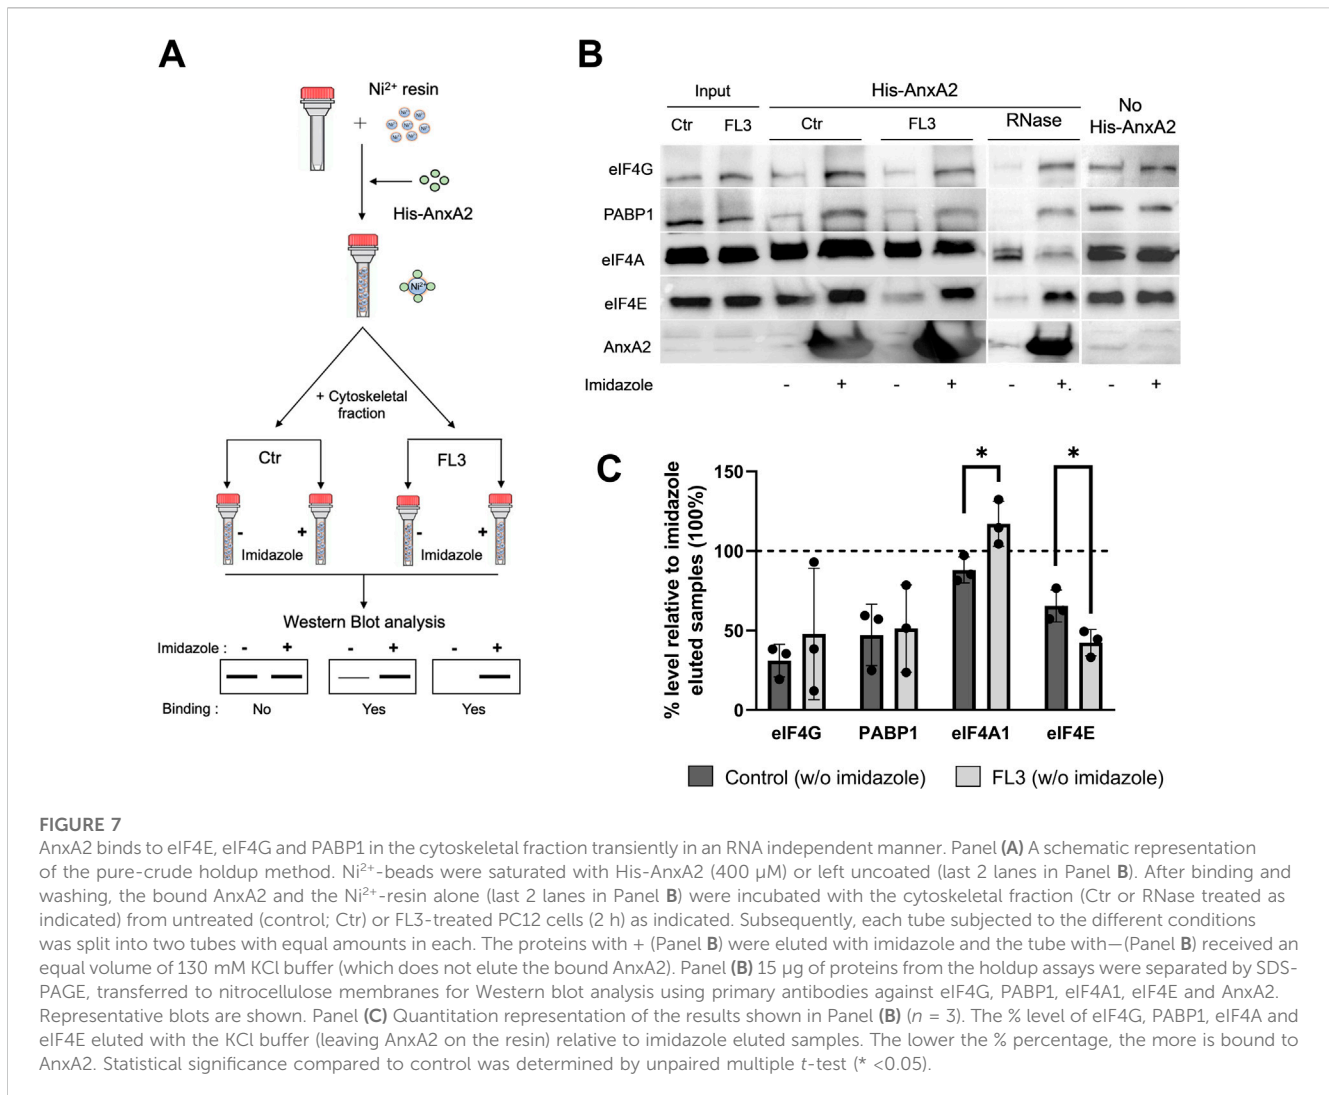 A
Ni²⁺ resin
+
Ni²⁺
His-AnxA2
Ni²⁺
+ Cytoskeletal
fraction
Ctr
FL3
- +
Imidazole
- +
Imidazole
Western Blot analysis
Imidazole : - + - + - +
Binding : No Yes Yes
B
Input
His-AnxA2
No
His-AnxA2
Ctr FL3 Ctr FL3 RNase
eIF4G
PABP1
eIF4A
eIF4E
AnxA2
Imidazole - + - + - +. - +
C
% level relative to imidazole
eluted samples (100%)
150
100
50
0
* *
eIF4G PABP1 eIF4A1 eIF4E
Control (w/o imidazole) FL3 (w/o imidazole)
FIGURE 7
AnxA2 binds to eIF4E, eIF4G and PABP1 in the cytoskeletal fraction transiently in an RNA independent manner. Panel (A) A schematic representation
of the pure-crude holdup method. Ni²⁺-beads were saturated with His-AnxA2 (400 µM) or left uncoated (last 2 lanes in Panel B). After binding and
washing, the bound AnxA2 and the Ni²⁺-resin alone (last 2 lanes in Panel B) were incubated with the cytoskeletal fraction (Ctr or RNase treated as
indicated) from untreated (control; Ctr) or FL3-treated PC12 cells (2 h) as indicated. Subsequently, each tube subjected to the different conditions
was split into two tubes with equal amounts in each. The proteins with + (Panel B) were eluted with imidazole and the tube with—(Panel B) received an
equal volume of 130 mM KCl buffer (which does not elute the bound AnxA2). Panel (B) 15 µg of proteins from the holdup assays were separated by SDS-
PAGE, transferred to nitrocellulose membranes for Western blot analysis using primary antibodies against eIF4G, PABP1, eIF4A1, eIF4E and AnxA2.
Representative blots are shown. Panel (C) Quantitation representation of the results shown in Panel (B) (n = 3). The % level of eIF4G, PABP1, eIF4A and
eIF4E eluted with the KCl buffer (leaving AnxA2 on the resin) relative to imidazole eluted samples. The lower the % percentage, the more is bound to
AnxA2. Statistical significance compared to control was determined by unpaired multiple t-test (* <0.05).